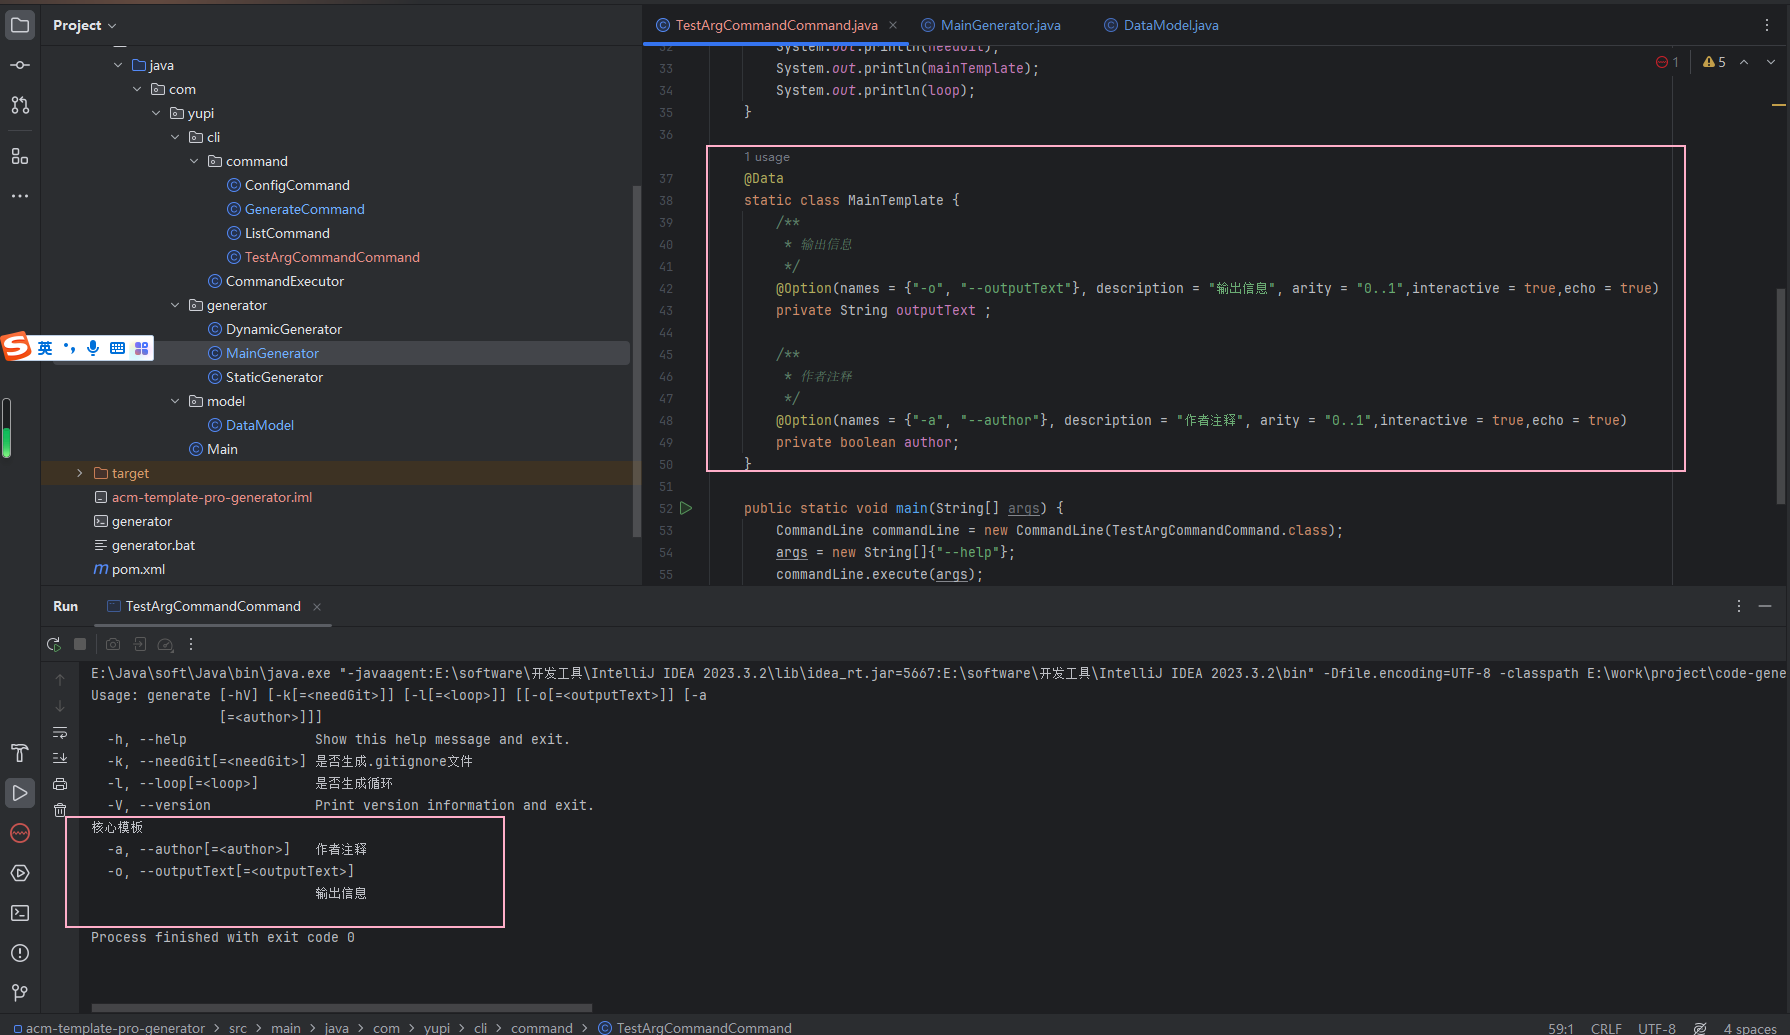 Project
java
com
yupi
cli
command
ConfigCommand
GenerateCommand
ListCommand
TestArgCommandCommand
CommandExecutor
generator
DynamicGenerator
英
MainGenerator
StaticGenerator
model
DataModel
Main
target
acm-template-pro-generator.iml
generator
generator.bat
pom.xml
TestArgCommandCommand.java
MainGenerator.java
DataModel.java
1
5
32 System.out.println(needGit);
33 System.out.println(mainTemplate);
34 System.out.println(loop);
35 }
36
1 usage
37 @Data
38 static class MainTemplate {
39 /**
40 * 输出信息
41 */
42 @Option(names = {"-o", "--outputText"}, description = "输出信息", arity = "0..1",interactive = true,echo = true)
43 private String outputText ;
44
45 /**
46 * 作者注释
47 */
48 @Option(names = {"-a", "--author"}, description = "作者注释", arity = "0..1",interactive = true,echo = true)
49 private boolean author;
50 }
51
52 public static void main(String[] args) {
53 CommandLine commandLine = new CommandLine(TestArgCommandCommand.class);
54 args = new String[]{"--help"};
55 commandLine.execute(args);
Run
TestArgCommandCommand
E:\Java\soft\Java\bin\java.exe "-javaagent:E:\software\开发工具\IntelliJ IDEA 2023.3.2\lib\idea_rt.jar=5667:E:\software\开发工具\IntelliJ IDEA 2023.3.2\bin" -Dfile.encoding=UTF-8 -classpath E:\work\project\code-gene
Usage: generate [-hV] [-k[=<needGit>]] [-l[=<loop>]] [[-o[=<outputText>]] [-a
[=<author>]]]
-h, --help Show this help message and exit.
-k, --needGit[=<needGit>] 是否生成.gitignore文件
-l, --loop[=<loop>] 是否生成循环
-V, --version Print version information and exit.
核心模板
-a, --author[=<author>] 作者注释
-o, --outputText[=<outputText>]
输出信息
Process finished with exit code 0
acm-template-pro-generator > src > main > java > com > yupi > cli > command > TestArgCommandCommand
59:1 CRLF UTF-8 4 spaces